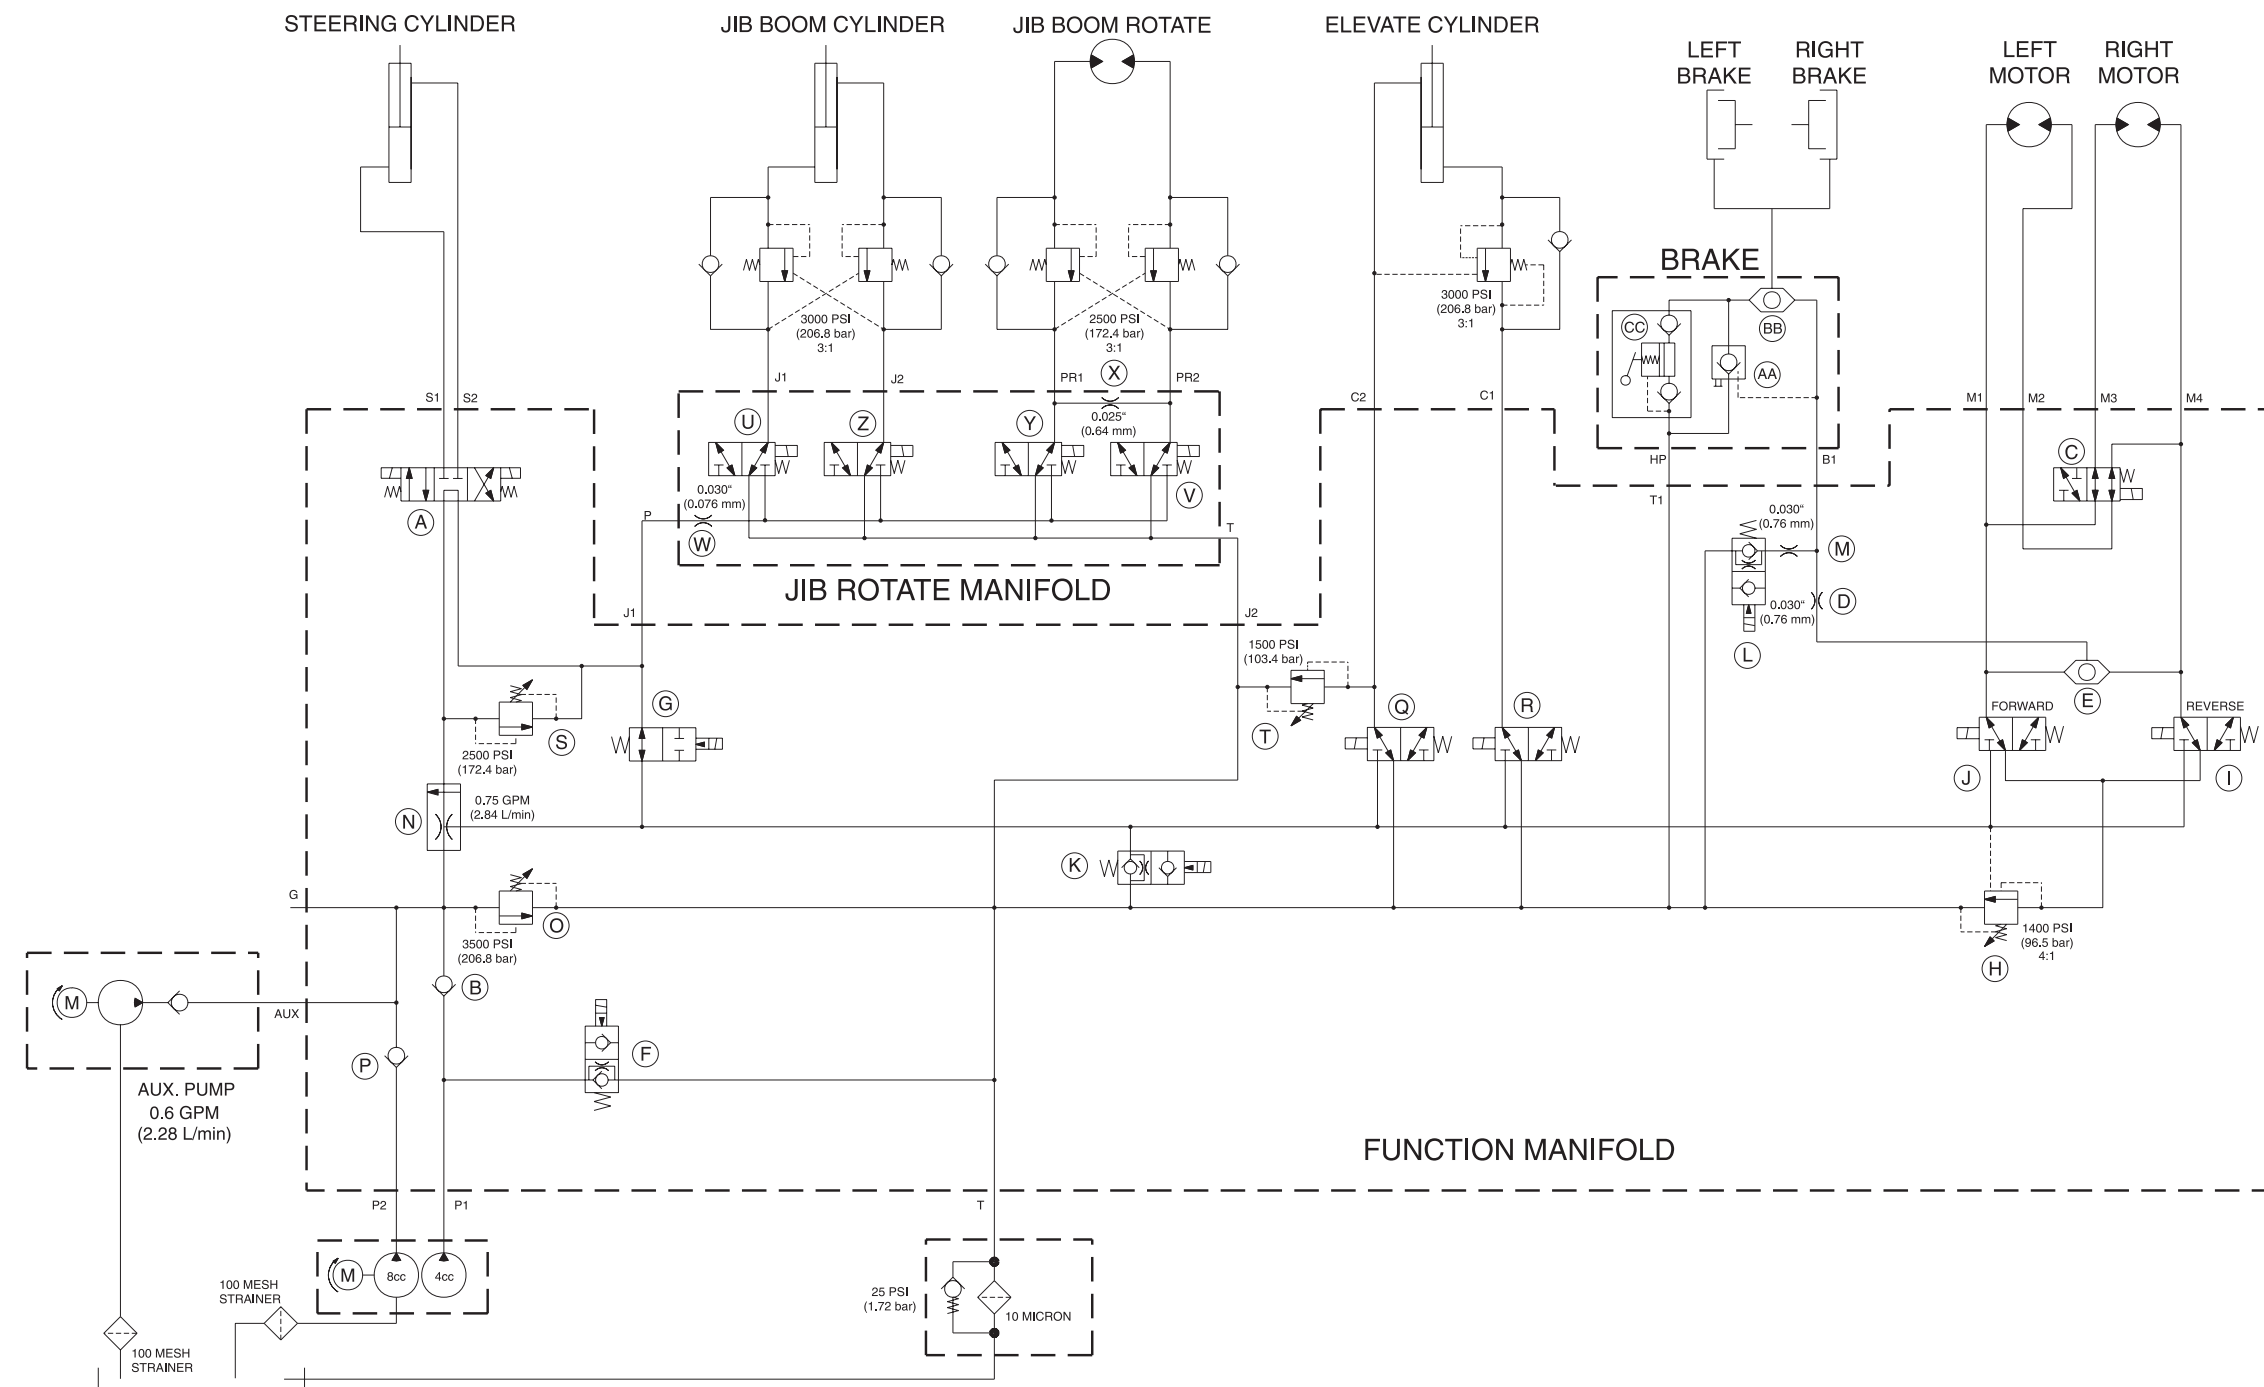 STEERING CYLINDER
JIB BOOM CYLINDER
JIB BOOM ROTATE
ELEVATE CYLINDER
LEFT
BRAKE
RIGHT
BRAKE
LEFT
MOTOR
RIGHT
MOTOR
BRAKE
3000 PSI
(206.8 bar)
3:1
2500 PSI
(172.4 bar)
3:1
3000 PSI
(206.8 bar)
3:1
CC
BB
AA
X
J1
J2
PR1
PR2
S1
S2
C2
C1
M1
M2
M3
M4
0.025"
(0.64 mm)
U
Z
Y
V
C
HP
B1
A
0.030"
(0.076 mm)
P
W
T
T1
0.030"
(0.76 mm)
M
JIB ROTATE MANIFOLD
J1
J2
0.030"
(0.76 mm)
D
L
1500 PSI
(103.4 bar)
G
S
T
Q
R
E
FORWARD
REVERSE
2500 PSI
(172.4 bar)
J
I
0.75 GPM
(2.84 L/min)
N
K
G
O
3500 PSI
(206.8 bar)
1400 PSI
(96.5 bar)
4:1
H
B
M
AUX
P
F
AUX. PUMP
0.6 GPM
(2.28 L/min)
FUNCTION MANIFOLD
P2
P1
T
M
8cc
4cc
100 MESH
STRAINER
25 PSI
(1.72 bar)
10 MICRON
100 MESH
STRAINER